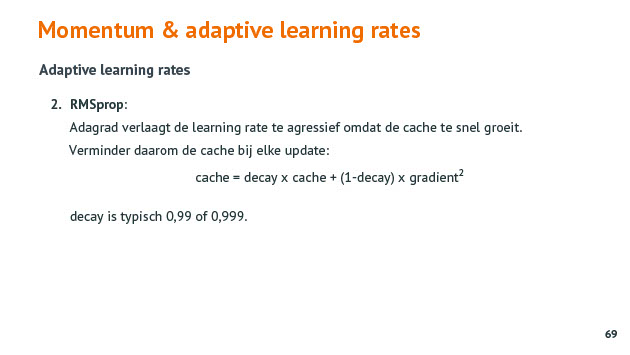 Momentum & adaptive learning rates
Adaptive learning rates
2. RMSprop:
Adagrad verlaagt de learning rate te agressief omdat de cache te snel groeit.
Verminder daarom de cache bij elke update:
cache = decay x cache + (1-decay) x gradient²
decay is typisch 0,99 of 0,999.
69